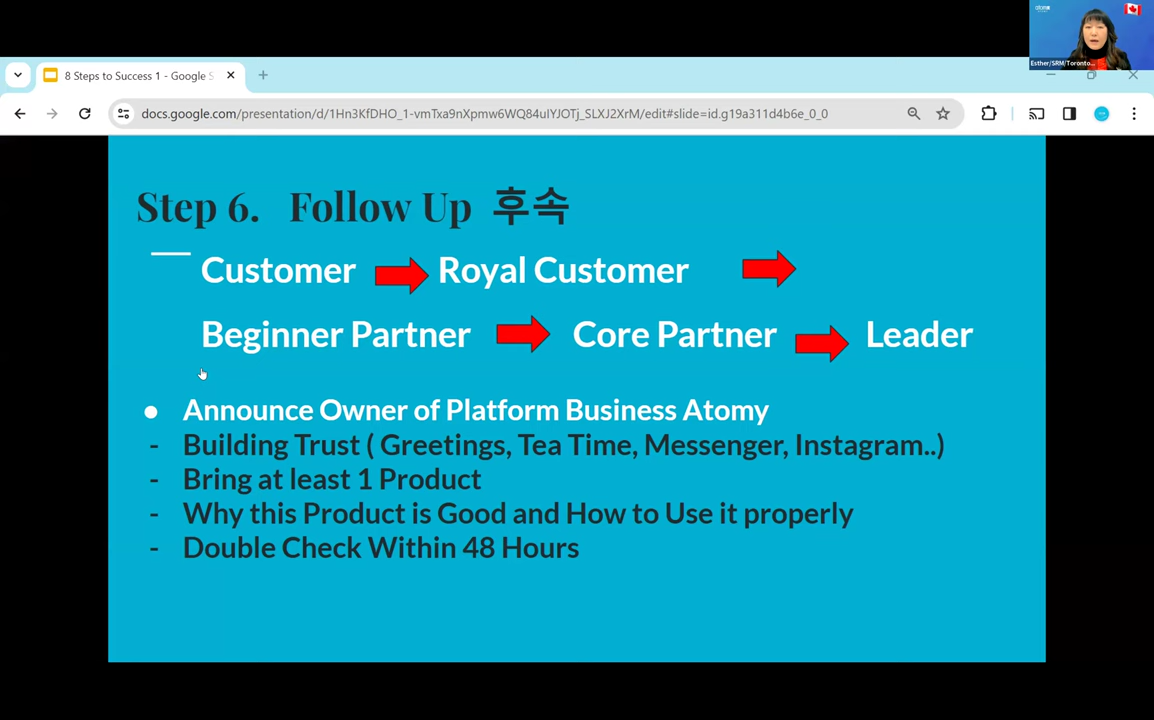 Esther/SRM/Toronto...
8 Steps to Success 1 - Google S
docs.google.com/presentation/d/1Hn3KfDHO_1-vmTxa9nXpmw6WQ84uIYJOTj_SLXJ2XrM/edit#slide=id.g19a311d4b6e_0_0
Step 6. Follow Up 후속
Customer Royal Customer
Beginner Partner Core Partner Leader
● Announce Owner of Platform Business Atomy
- Building Trust ( Greetings, Tea Time, Messenger, Instagram..)
- Bring at least 1 Product
- Why this Product is Good and How to Use it properly
- Double Check Within 48 Hours